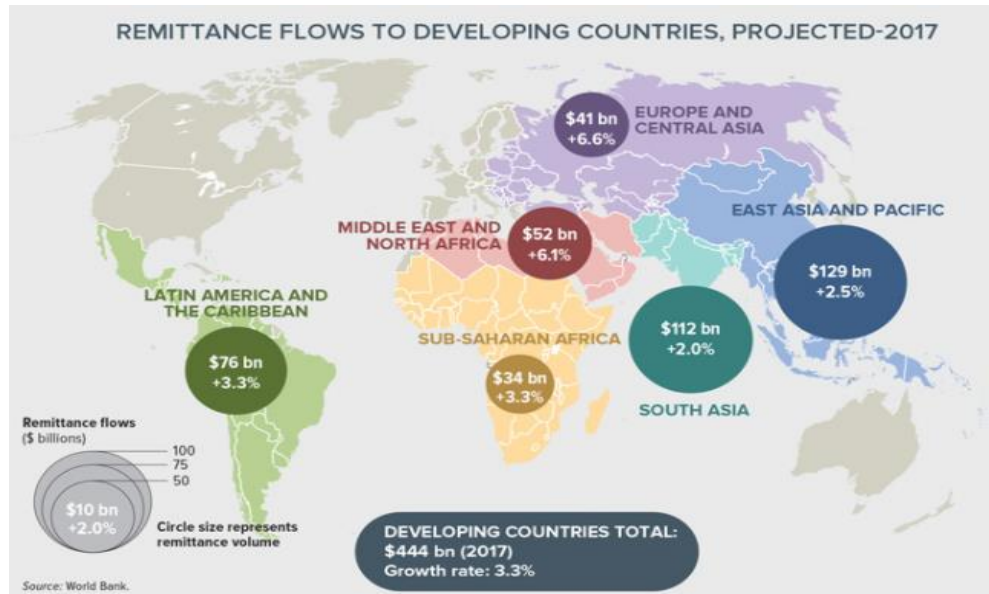 REMITTANCE FLOWS TO DEVELOPING COUNTRIES, PROJECTED-2017
$41 bn
+6.6%
EUROPE AND
CENTRAL ASIA
EAST ASIA AND PACIFIC
MIDDLE EAST AND
NORTH AFRICA
$52 bn
+6.1%
$129 bn
+2.5%
LATIN AMERICA AND
THE CARIBBEAN
$76 bn
+3.3%
SUB-SAHARAN AFRICA
$34 bn
+3.3%
$112 bn
+2.0%
SOUTH ASIA
Remittance flows
($ billions)
100
75
50
$10 bn
+2.0%
Circle size represents
remittance volume
DEVELOPING COUNTRIES TOTAL:
$444 bn (2017)
Growth rate: 3.3%
Source: World Bank.